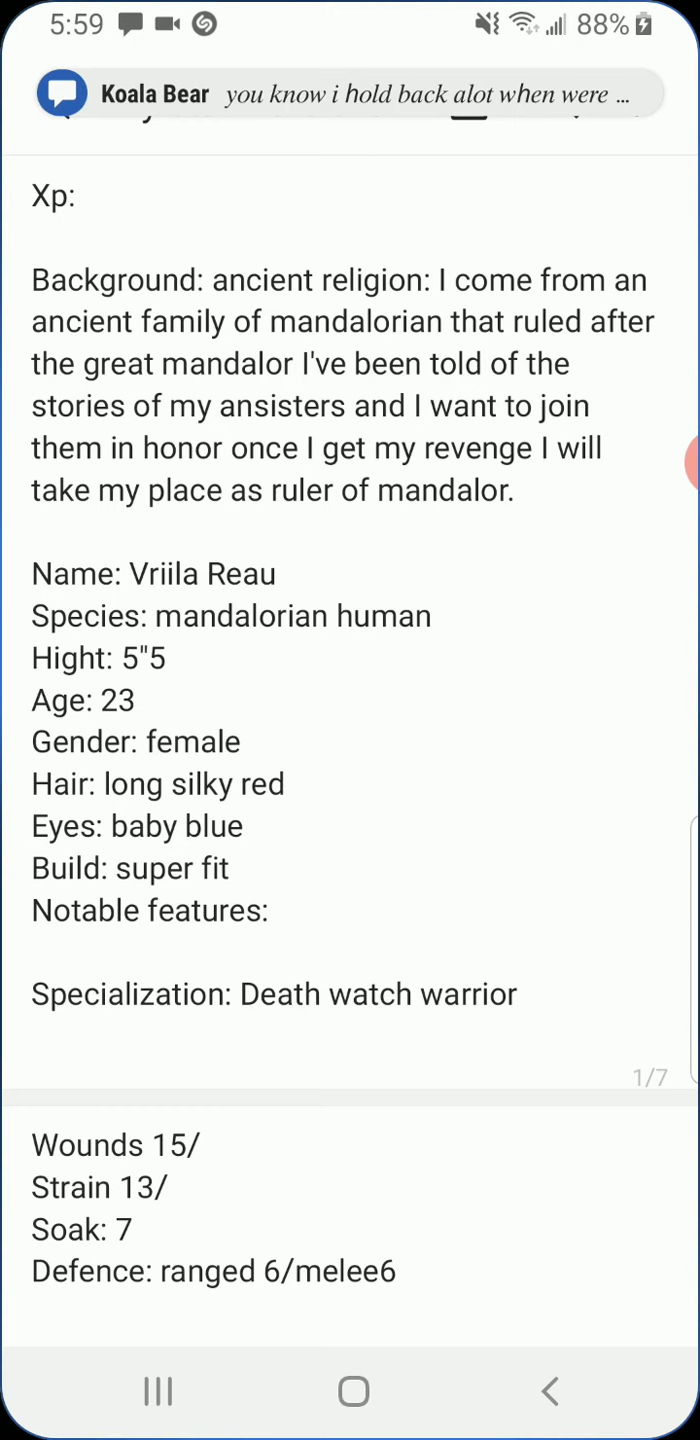 5:59 88%
Koala Bear you know i hold back alot when were ...
Xp:
Background: ancient religion: I come from an
ancient family of mandalorian that ruled after
the great mandalor I've been told of the
stories of my ansisters and I want to join
them in honor once I get my revenge I will
take my place as ruler of mandalor.
Name: Vriila Reau
Species: mandalorian human
Hight: 5"5
Age: 23
Gender: female
Hair: long silky red
Eyes: baby blue
Build: super fit
Notable features:
Specialization: Death watch warrior
1/7
Wounds 15/
Strain 13/
Soak: 7
Defence: ranged 6/melee6